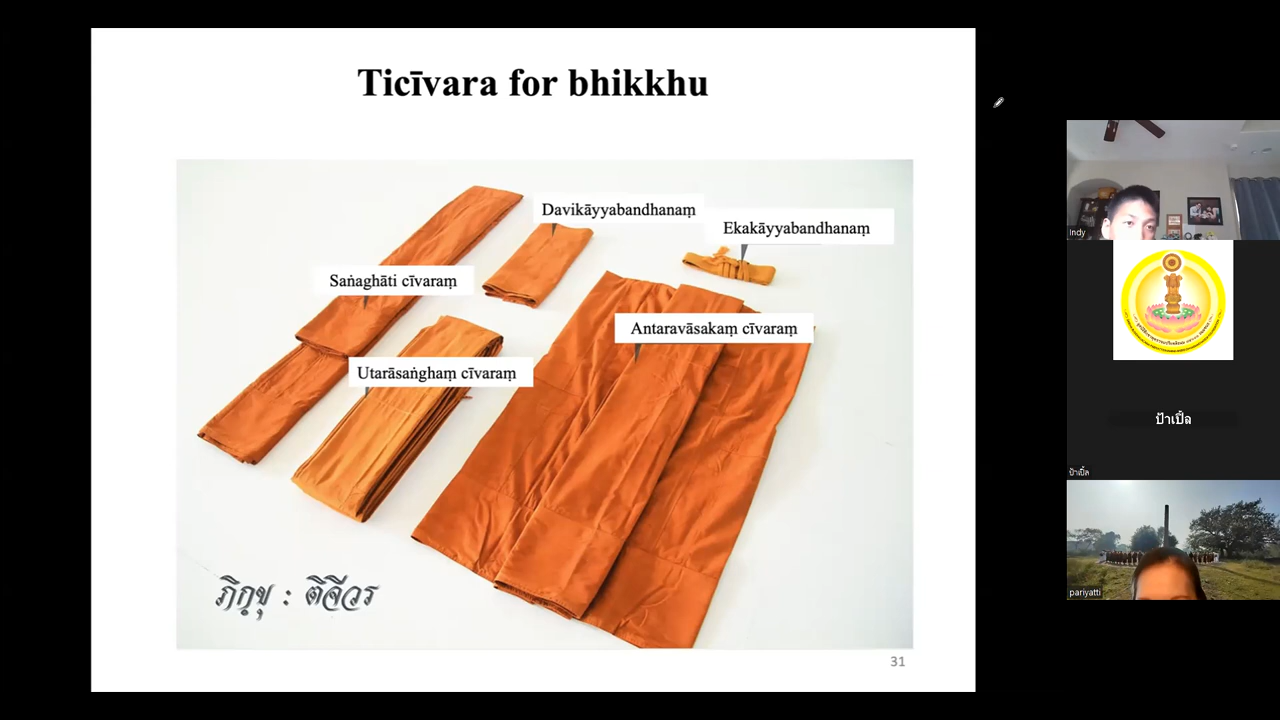 Ticīvara for bhikkhu
Davikāyyabandhanaṃ
Ekakāyyabandhanaṃ
Saṅaghāti cīvaraṃ
Antaravāsakaṃ cīvaraṃ
Utarāsaṅghaṃ cīvaraṃ
ภิกฺขุ : ติจีวร
31
Indy
ป้าเปิ้ล
ป้าเปิ้ล
pariyatti